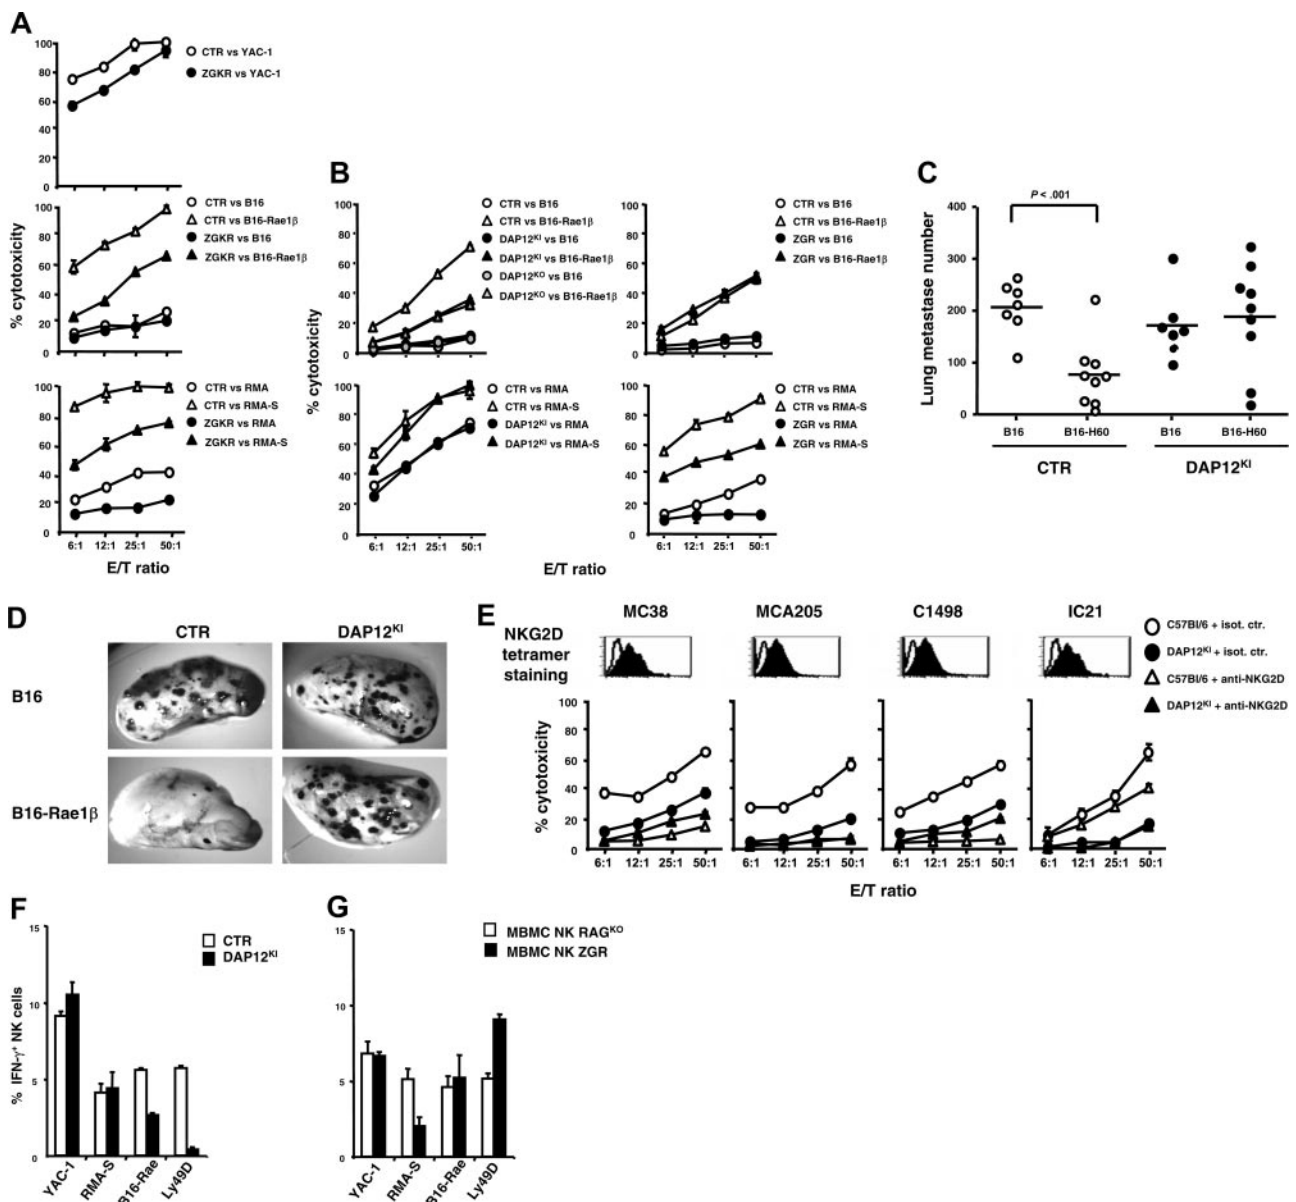 A
100
80
60
40
20
0
CTR vs YAC-1
ZGKR vs YAC-1
% cytotoxicity
100
80
60
40
20
0
CTR vs B16
CTR vs B16-Rae1β
ZGKR vs B16
ZGKR vs B16-Rae1β
100
80
60
40
20
0
CTR vs RMA
CTR vs RMA-S
ZGKR vs RMA
ZGKR vs RMA-S
6:1 12:1 25:1 50:1
E/T ratio
B
% cytotoxicity
100
80
60
40
20
0
CTR vs B16
CTR vs B16-Rae1β
DAP12KI vs B16
DAP12KI vs B16-Rae1β
DAP12KO vs B16
DAP12KO vs B16-Rae1β
100
80
60
40
20
0
CTR vs B16
CTR vs B16-Rae1β
ZGR vs B16
ZGR vs B16-Rae1β
100
80
60
40
20
0
CTR vs RMA
CTR vs RMA-S
DAP12KI vs RMA
DAP12KI vs RMA-S
6:1 12:1 25:1 50:1
100
80
60
40
20
0
CTR vs RMA
CTR vs RMA-S
ZGR vs RMA
ZGR vs RMA-S
6:1 12:1 25:1 50:1
E/T ratio
C
P < .001
Lung metastase number
400
300
200
100
0
B16 B16-H60 B16 B16-H60
CTR DAP12KI
D
CTR DAP12KI
B16
B16-Rae1β
E
MC38 MCA205 C1498 IC21
NKG2D
tetramer
staining
C57Bl/6 + isot. ctr.
DAP12KI + isot. ctr.
C57Bl/6 + anti-NKG2D
DAP12KI + anti-NKG2D
% cytotoxicity
100
80
60
40
20
0
6:1 12:1 25:1 50:1 6:1 12:1 25:1 50:1 6:1 12:1 25:1 50:1 6:1 12:1 25:1 50:1
E/T ratio
F
% IFN-γ+ NK cells
15
10
5
0
CTR
DAP12KI
YAC-1 RMA-S B16-Rae Ly49D
G
15
10
5
0
MBMC NK RAGKO
MBMC NK ZGR
YAC-1 RMA-S B16-Rae Ly49D